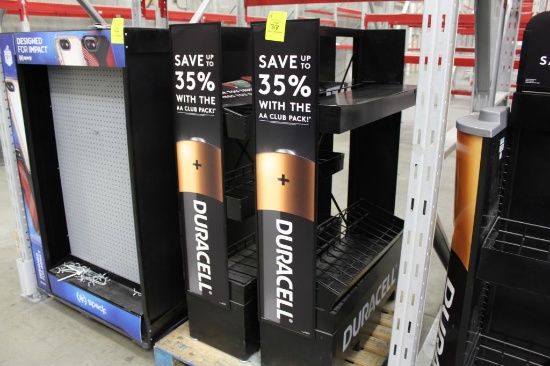 DESIGNED
FOR IMPACT
speck
SAVE UP TO
35%
WITH THE
AA CLUB PACK!*
+
DURACELL
SAVE UP TO
35%
WITH THE
AA CLUB PACK!*
+
DURACELL
DURACELL